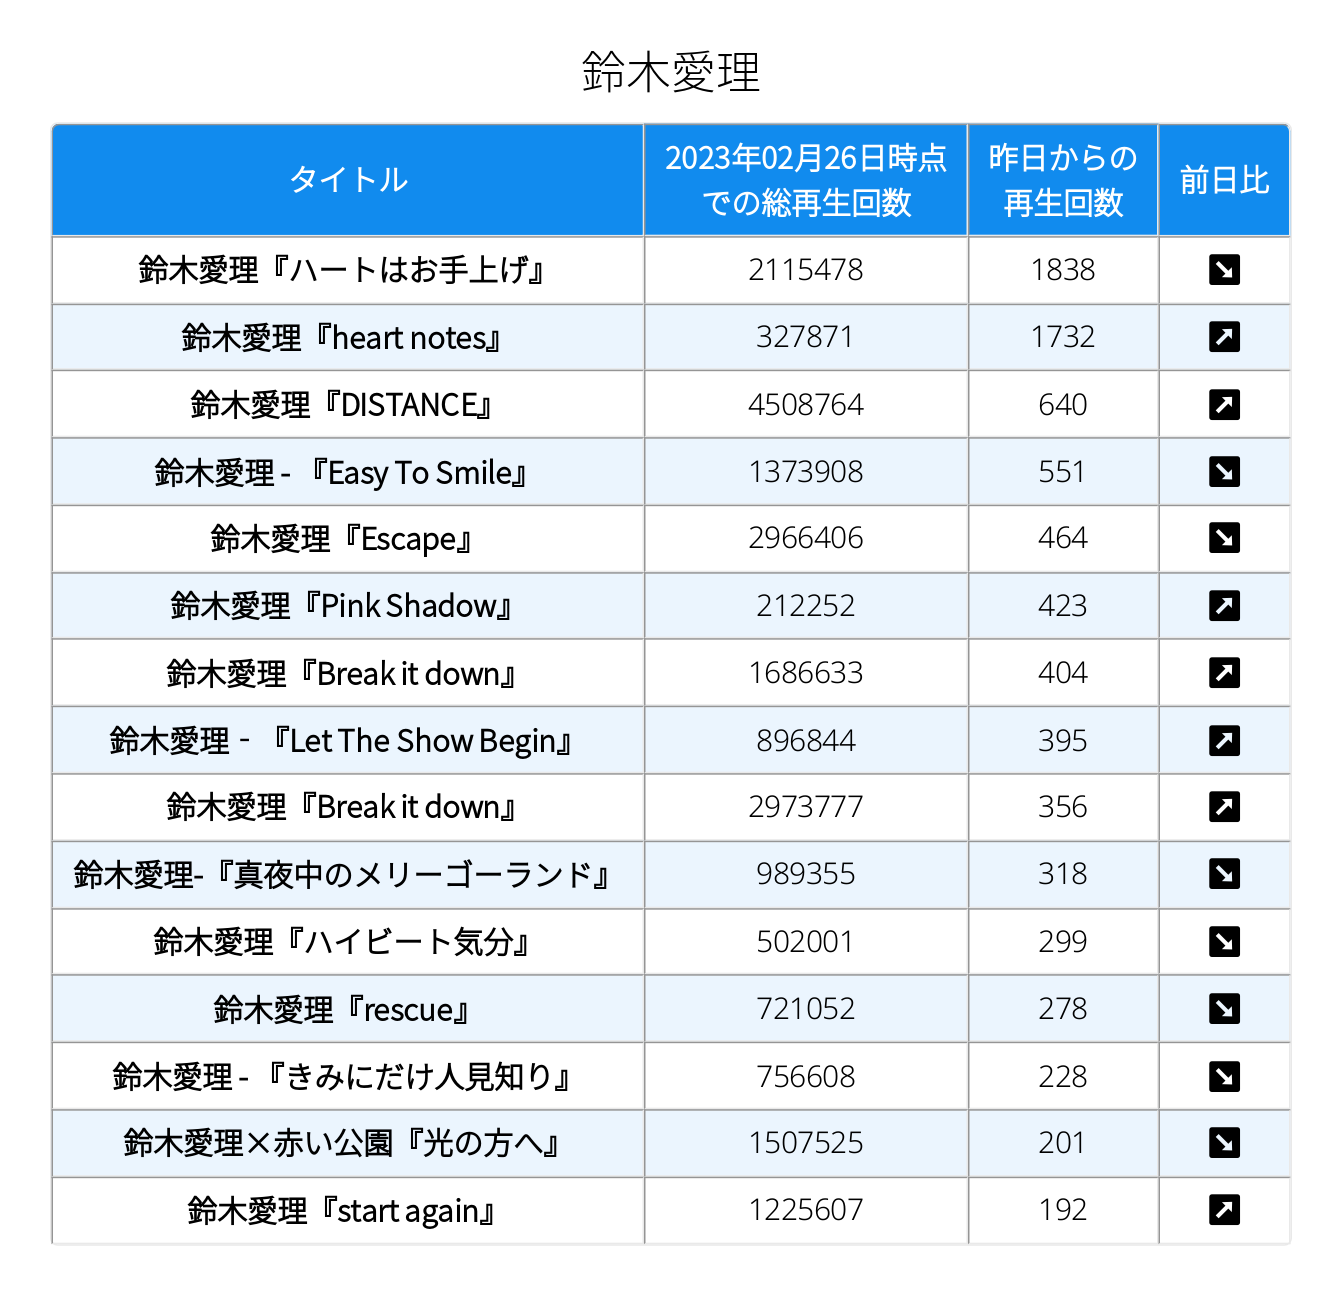 鈴木愛理
タイトル 2023年02月26日時点での総再生回数 昨日からの再生回数 前日比
鈴木愛理『ハートはお手上げ』 2115478 1838 ↘
鈴木愛理『heart notes』 327871 1732 ↗
鈴木愛理『DISTANCE』 4508764 640 ↗
鈴木愛理 - 『Easy To Smile』 1373908 551 ↘
鈴木愛理『Escape』 2966406 464 ↘
鈴木愛理『Pink Shadow』 212252 423 ↗
鈴木愛理『Break it down』 1686633 404 ↗
鈴木愛理‐『Let The Show Begin』 896844 395 ↗
鈴木愛理『Break it down』 2973777 356 ↗
鈴木愛理-『真夜中のメリーゴーランド』 989355 318 ↘
鈴木愛理『ハイビート気分』 502001 299 ↘
鈴木愛理『rescue』 721052 278 ↘
鈴木愛理 - 『きみにだけ人見知り』 756608 228 ↘
鈴木愛理×赤い公園『光の方へ』 1507525 201 ↘
鈴木愛理『start again』 1225607 192 ↗